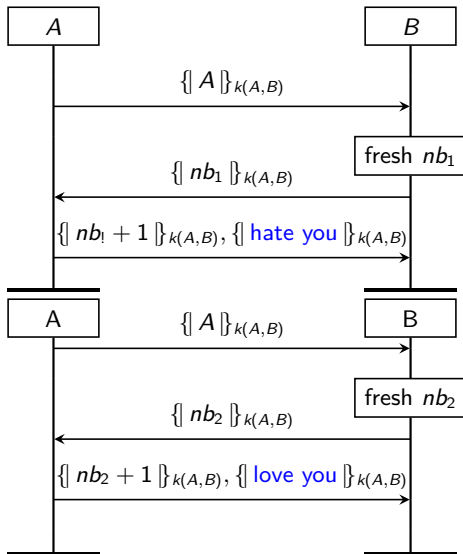 A B
{| A |}k(A,B)
fresh nb1
{| nb1 |}k(A,B)
{| nb! + 1 |}k(A,B), {| hate you |}k(A,B)
A B
{| A |}k(A,B)
fresh nb2
{| nb2 |}k(A,B)
{| nb2 + 1 |}k(A,B), {| love you |}k(A,B)